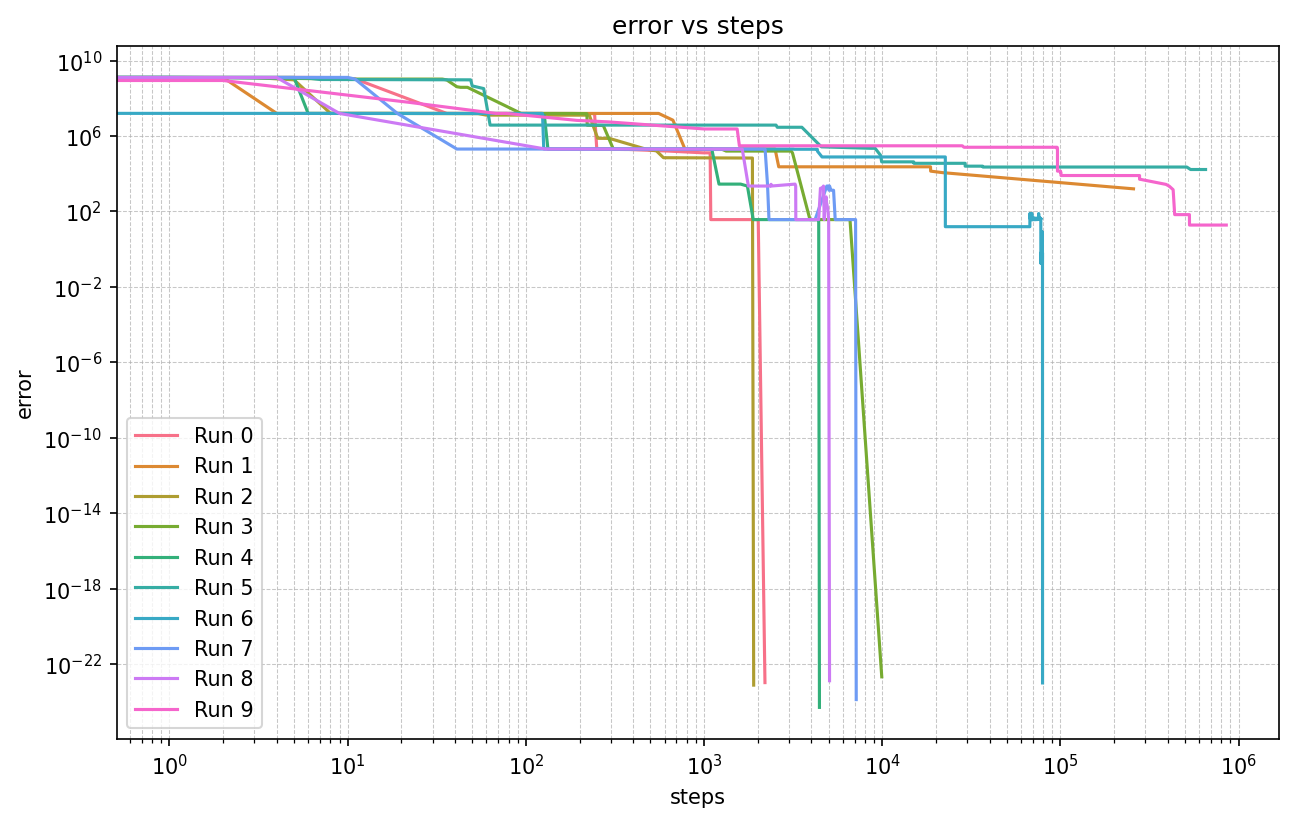 error vs steps
error
10^10
10^6
10^2
10^−2
10^−6
10^−10
10^−14
10^−18
10^−22
Run 0
Run 1
Run 2
Run 3
Run 4
Run 5
Run 6
Run 7
Run 8
Run 9
10^0 10^1 10^2 10^3 10^4 10^5 10^6
steps